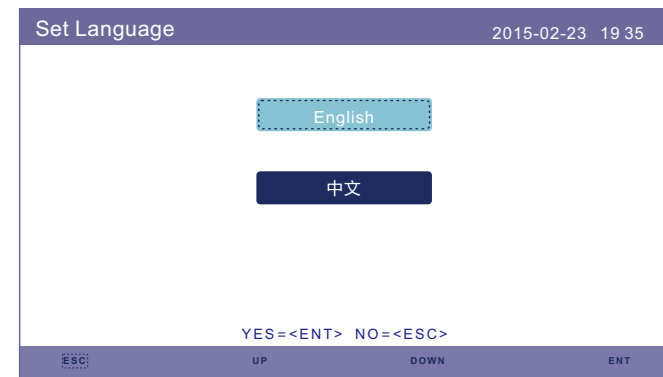 Set Language 2015-02-23 19 35
English
中文
YES=<ENT> NO=<ESC>
ESC UP DOWN ENT